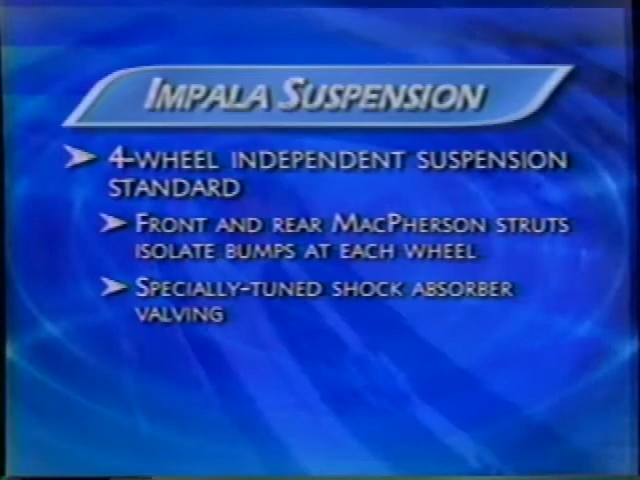 IMPALA SUSPENSION
4-WHEEL INDEPENDENT SUSPENSION
STANDARD
FRONT AND REAR MACPHERSON STRUTS
ISOLATE BUMPS AT EACH WHEEL
SPECIALLY-TUNED SHOCK ABSORBER
VALVING